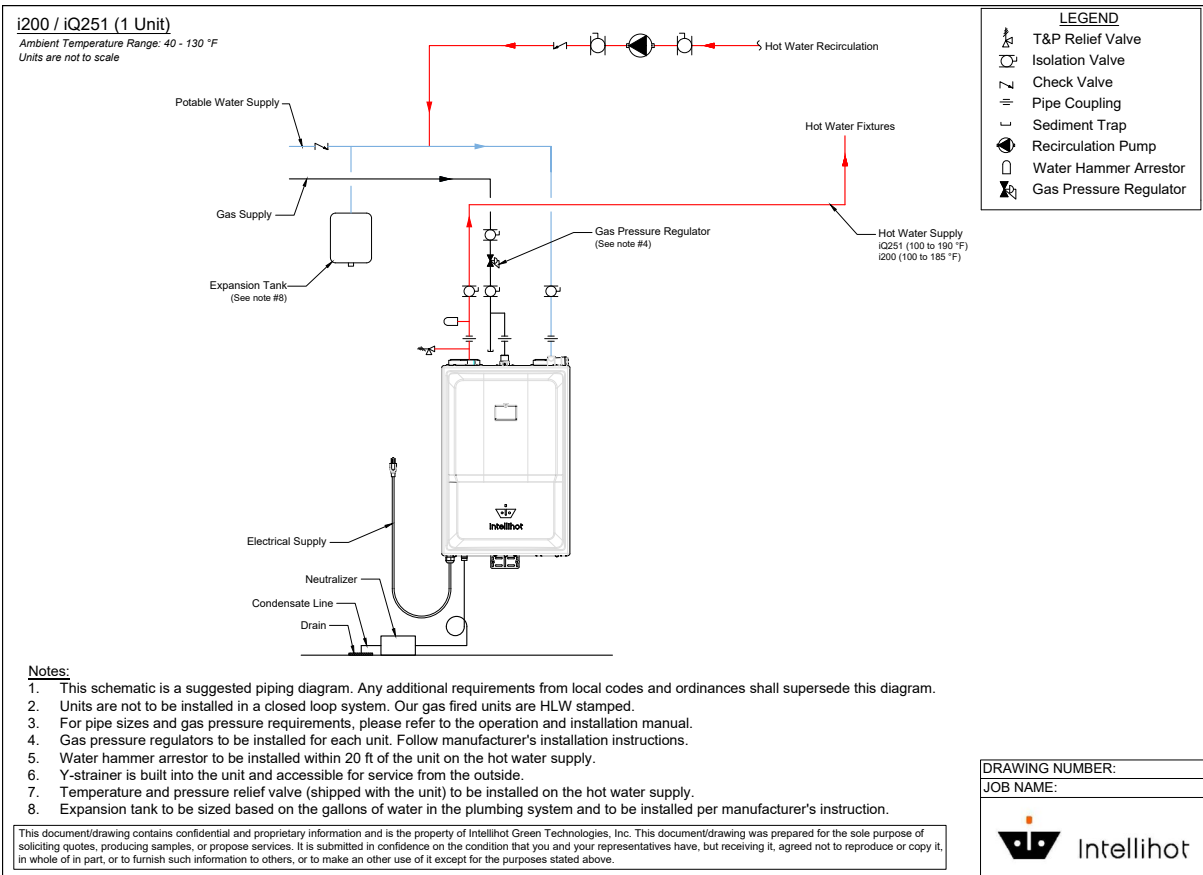 i200 / iQ251 (1 Unit)
Ambient Temperature Range: 40 - 130 °F
Units are not to scale
Hot Water Recirculation
Potable Water Supply
Hot Water Fixtures
Gas Supply
Gas Pressure Regulator
(See note #4)
Hot Water Supply
iQ251 (100 to 190 °F)
i200 (100 to 185 °F)
Expansion Tank
(See note #8)
intellihot
Electrical Supply
Neutralizer
Condensate Line
Drain
LEGEND
T&P Relief Valve
Isolation Valve
Check Valve
Pipe Coupling
Sediment Trap
Recirculation Pump
Water Hammer Arrestor
Gas Pressure Regulator
Notes:
1. This schematic is a suggested piping diagram. Any additional requirements from local codes and ordinances shall supersede this diagram.
2. Units are not to be installed in a closed loop system. Our gas fired units are HLW stamped.
3. For pipe sizes and gas pressure requirements, please refer to the operation and installation manual.
4. Gas pressure regulators to be installed for each unit. Follow manufacturer's installation instructions.
5. Water hammer arrestor to be installed within 20 ft of the unit on the hot water supply.
6. Y-strainer is built into the unit and accessible for service from the outside.
7. Temperature and pressure relief valve (shipped with the unit) to be installed on the hot water supply.
8. Expansion tank to be sized based on the gallons of water in the plumbing system and to be installed per manufacturer's instruction.
This document/drawing contains confidential and proprietary information and is the property of Intellihot Green Technologies, Inc. This document/drawing was prepared for the sole purpose of
soliciting quotes, producing samples, or propose services. It is submitted in confidence on the condition that you and your representatives have, but receiving it, agreed not to reproduce or copy it,
in whole of in part, or to furnish such information to others, or to make an other use of it except for the purposes stated above.
DRAWING NUMBER:
JOB NAME:
Intellihot